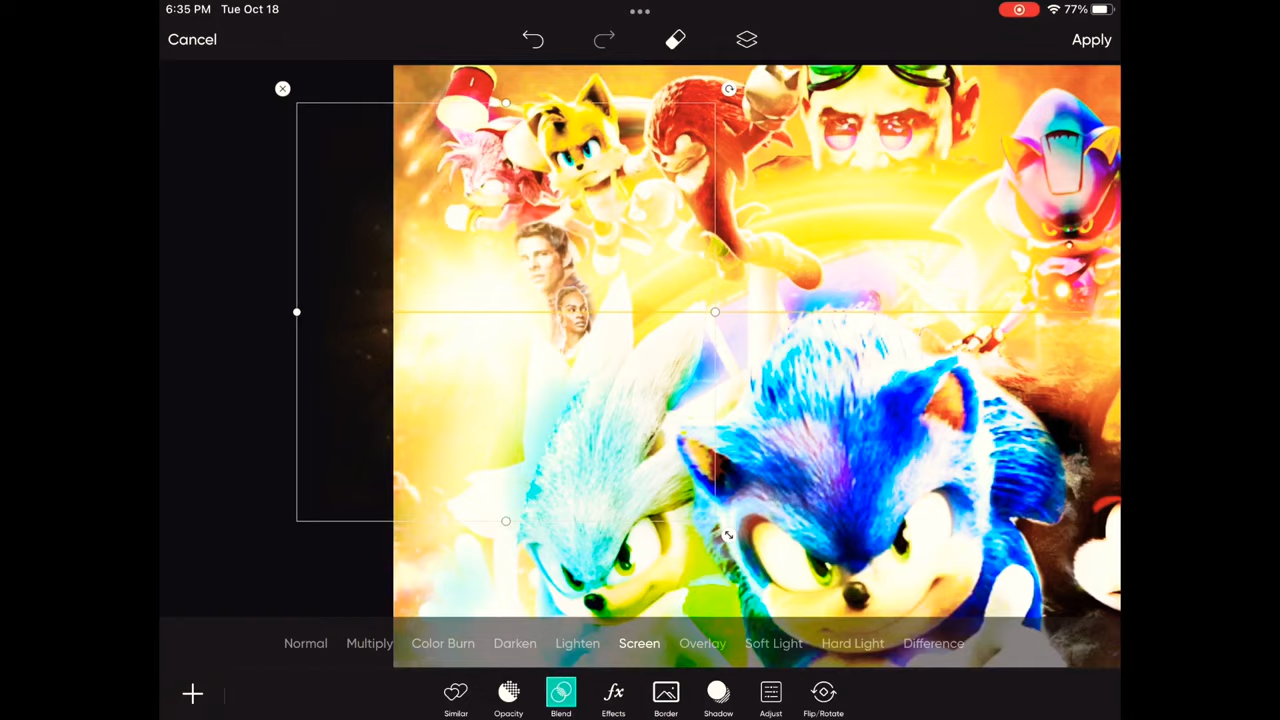 6:35 PM Tue Oct 18
77%
Cancel
Apply
Normal Multiply Color Burn Darken Lighten Screen Overlay Soft Light Hard Light Difference
Similar Opacity Blend Effects Border Shadow Adjust Flip/Rotate